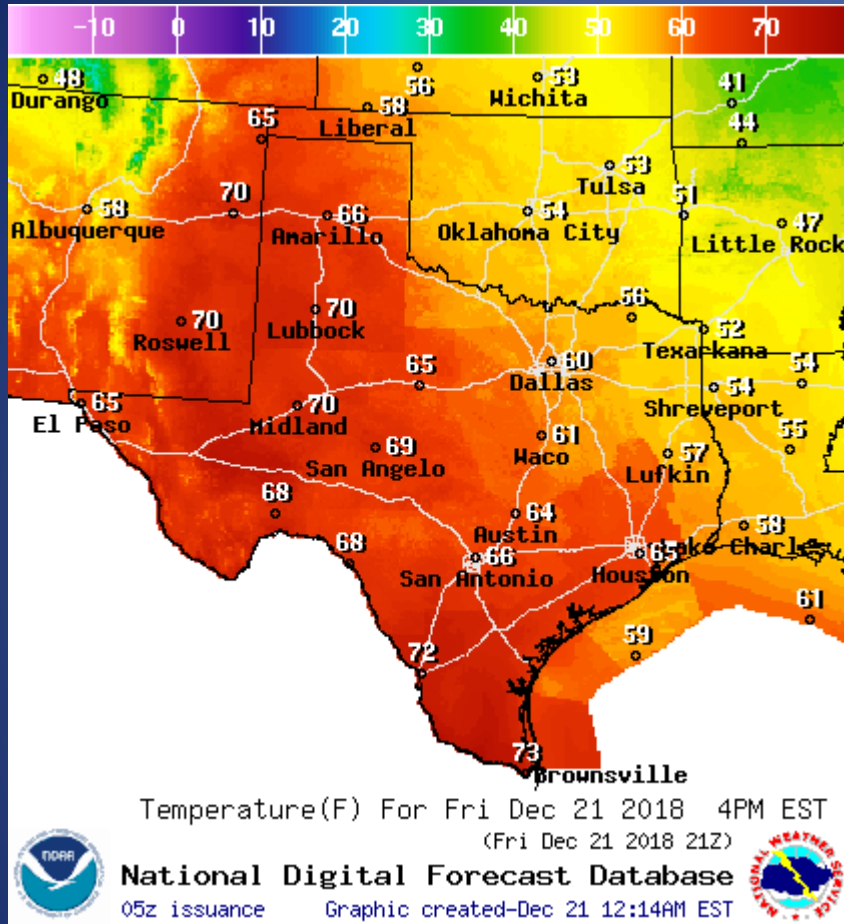 -10 0 10 20 30 40 50 60 70
48 Durango
56
53 Wichita
41
58 Liberal
65
44
53 Tulsa
58 Albuquerque
70
66 Amarillo
54 Oklahoma City
51
47 Little Rock
70 Roswell
70 Lubbock
56
52 Texarkana
60 Dallas
65
54 Shreveport
54
65 El Paso
70 Midland
69 San Angelo
61 Waco
57 Lufkin
55
68
64 Austin
58 Lake Charles
68
66 San Antonio
65 Houston
61
59
72
73 Brownsville
Temperature(F) For Fri Dec 21 2018 4PM EST
(Fri Dec 21 2018 21Z)
National Digital Forecast Database
05z issuance Graphic created-Dec 21 12:14AM EST
NOAA
NATIONAL WEATHER SERVICE